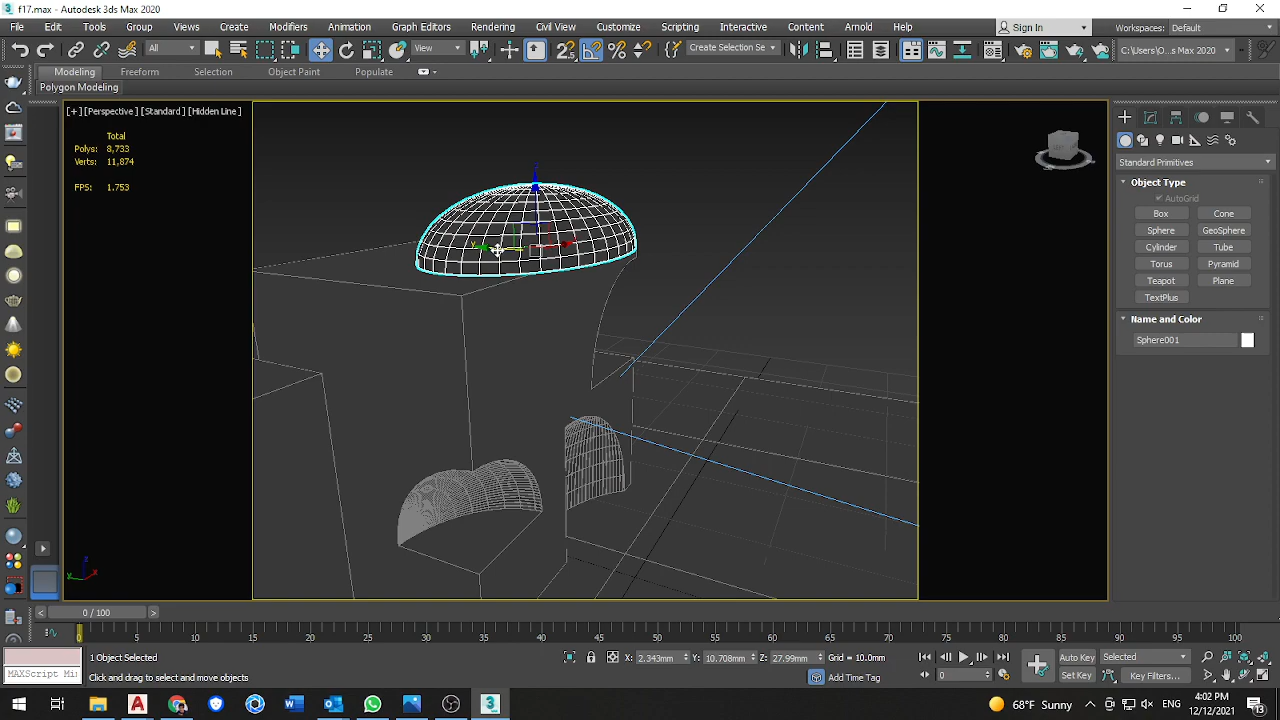 f17.max - Autodesk 3ds Max 2020
File Edit Tools Group Views Create Modifiers Animation Graph Editors Rendering Civil View Customize Scripting Interactive Content Arnold Help Sign In Workspaces: Default
All View Create Selection Se C:\Users\O...s Max 2020
Modeling Freeform Selection Object Paint Populate
Polygon Modeling
[+] [Perspective] [Standard] [Hidden Line]
Total
Polys: 8,733
Verts: 11,874
FPS: 1.753
Standard Primitives
Object Type
AutoGrid
Box Cone
Sphere GeoSphere
Cylinder Tube
Torus Pyramid
Teapot Plane
TextPlus
Name and Color
Sphere001
0 / 100
0 5 10 15 20 25 30 35 40 45 50 55 60 65 70 75 80 85 90 95 100
1 Object Selected X: 2.343mm Y: 10.708mm Z: 27.99mm Grid = 10.0mm Auto Key Selected
MAXScript Mi Click and drag to select and move objects Add Time Tag 0 Set Key Key Filters...
68°F Sunny ENG 4:02 PM
12/12/2021